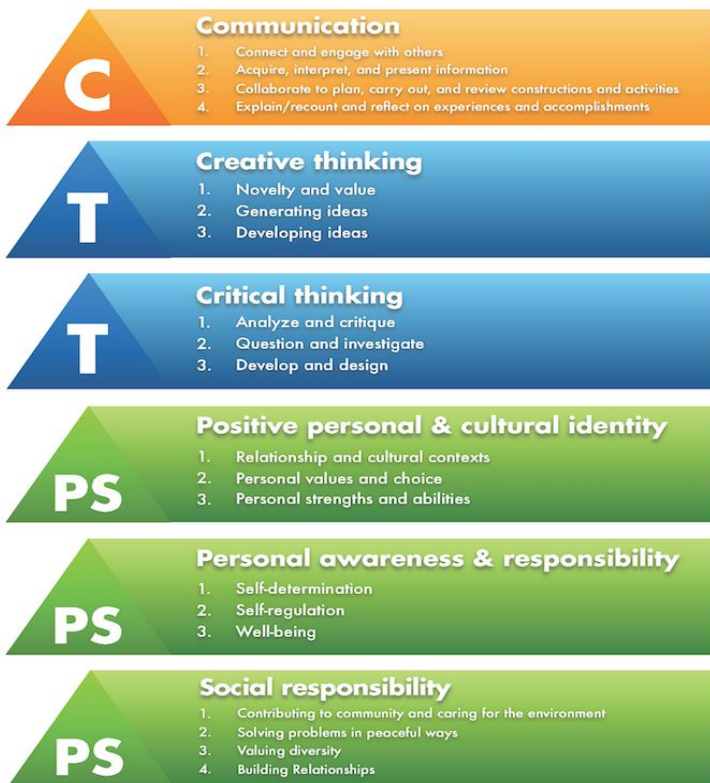 C
Communication
1. Connect and engage with others
2. Acquire, interpret, and present information
3. Collaborate to plan, carry out, and review constructions and activities
4. Explain/recount and reflect on experiences and accomplishments
T
Creative thinking
1. Novelty and value
2. Generating ideas
3. Developing ideas
T
Critical thinking
1. Analyze and critique
2. Question and investigate
3. Develop and design
PS
Positive personal & cultural identity
1. Relationship and cultural contexts
2. Personal values and choice
3. Personal strengths and abilities
PS
Personal awareness & responsibility
1. Self-determination
2. Self-regulation
3. Well-being
PS
Social responsibility
1. Contributing to community and caring for the environment
2. Solving problems in peaceful ways
3. Valuing diversity
4. Building Relationships